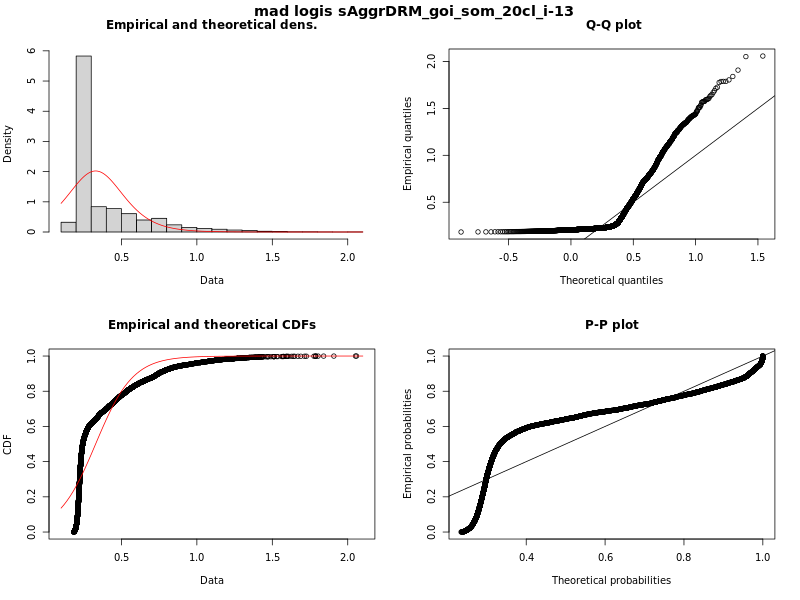 mad logis sAggrDRM_goi_som_20cl_i-13
Empirical and theoretical dens.
Density
0 1 2 3 4 5 6
0.5 1.0 1.5 2.0
Data
Q-Q plot
Empirical quantiles
0.5 1.0 1.5 2.0
-0.5 0.0 0.5 1.0 1.5
Theoretical quantiles
Empirical and theoretical CDFs
CDF
0.0 0.2 0.4 0.6 0.8 1.0
0.5 1.0 1.5 2.0
Data
P-P plot
Empirical probabilities
0.0 0.2 0.4 0.6 0.8 1.0
0.4 0.6 0.8 1.0
Theoretical probabilities